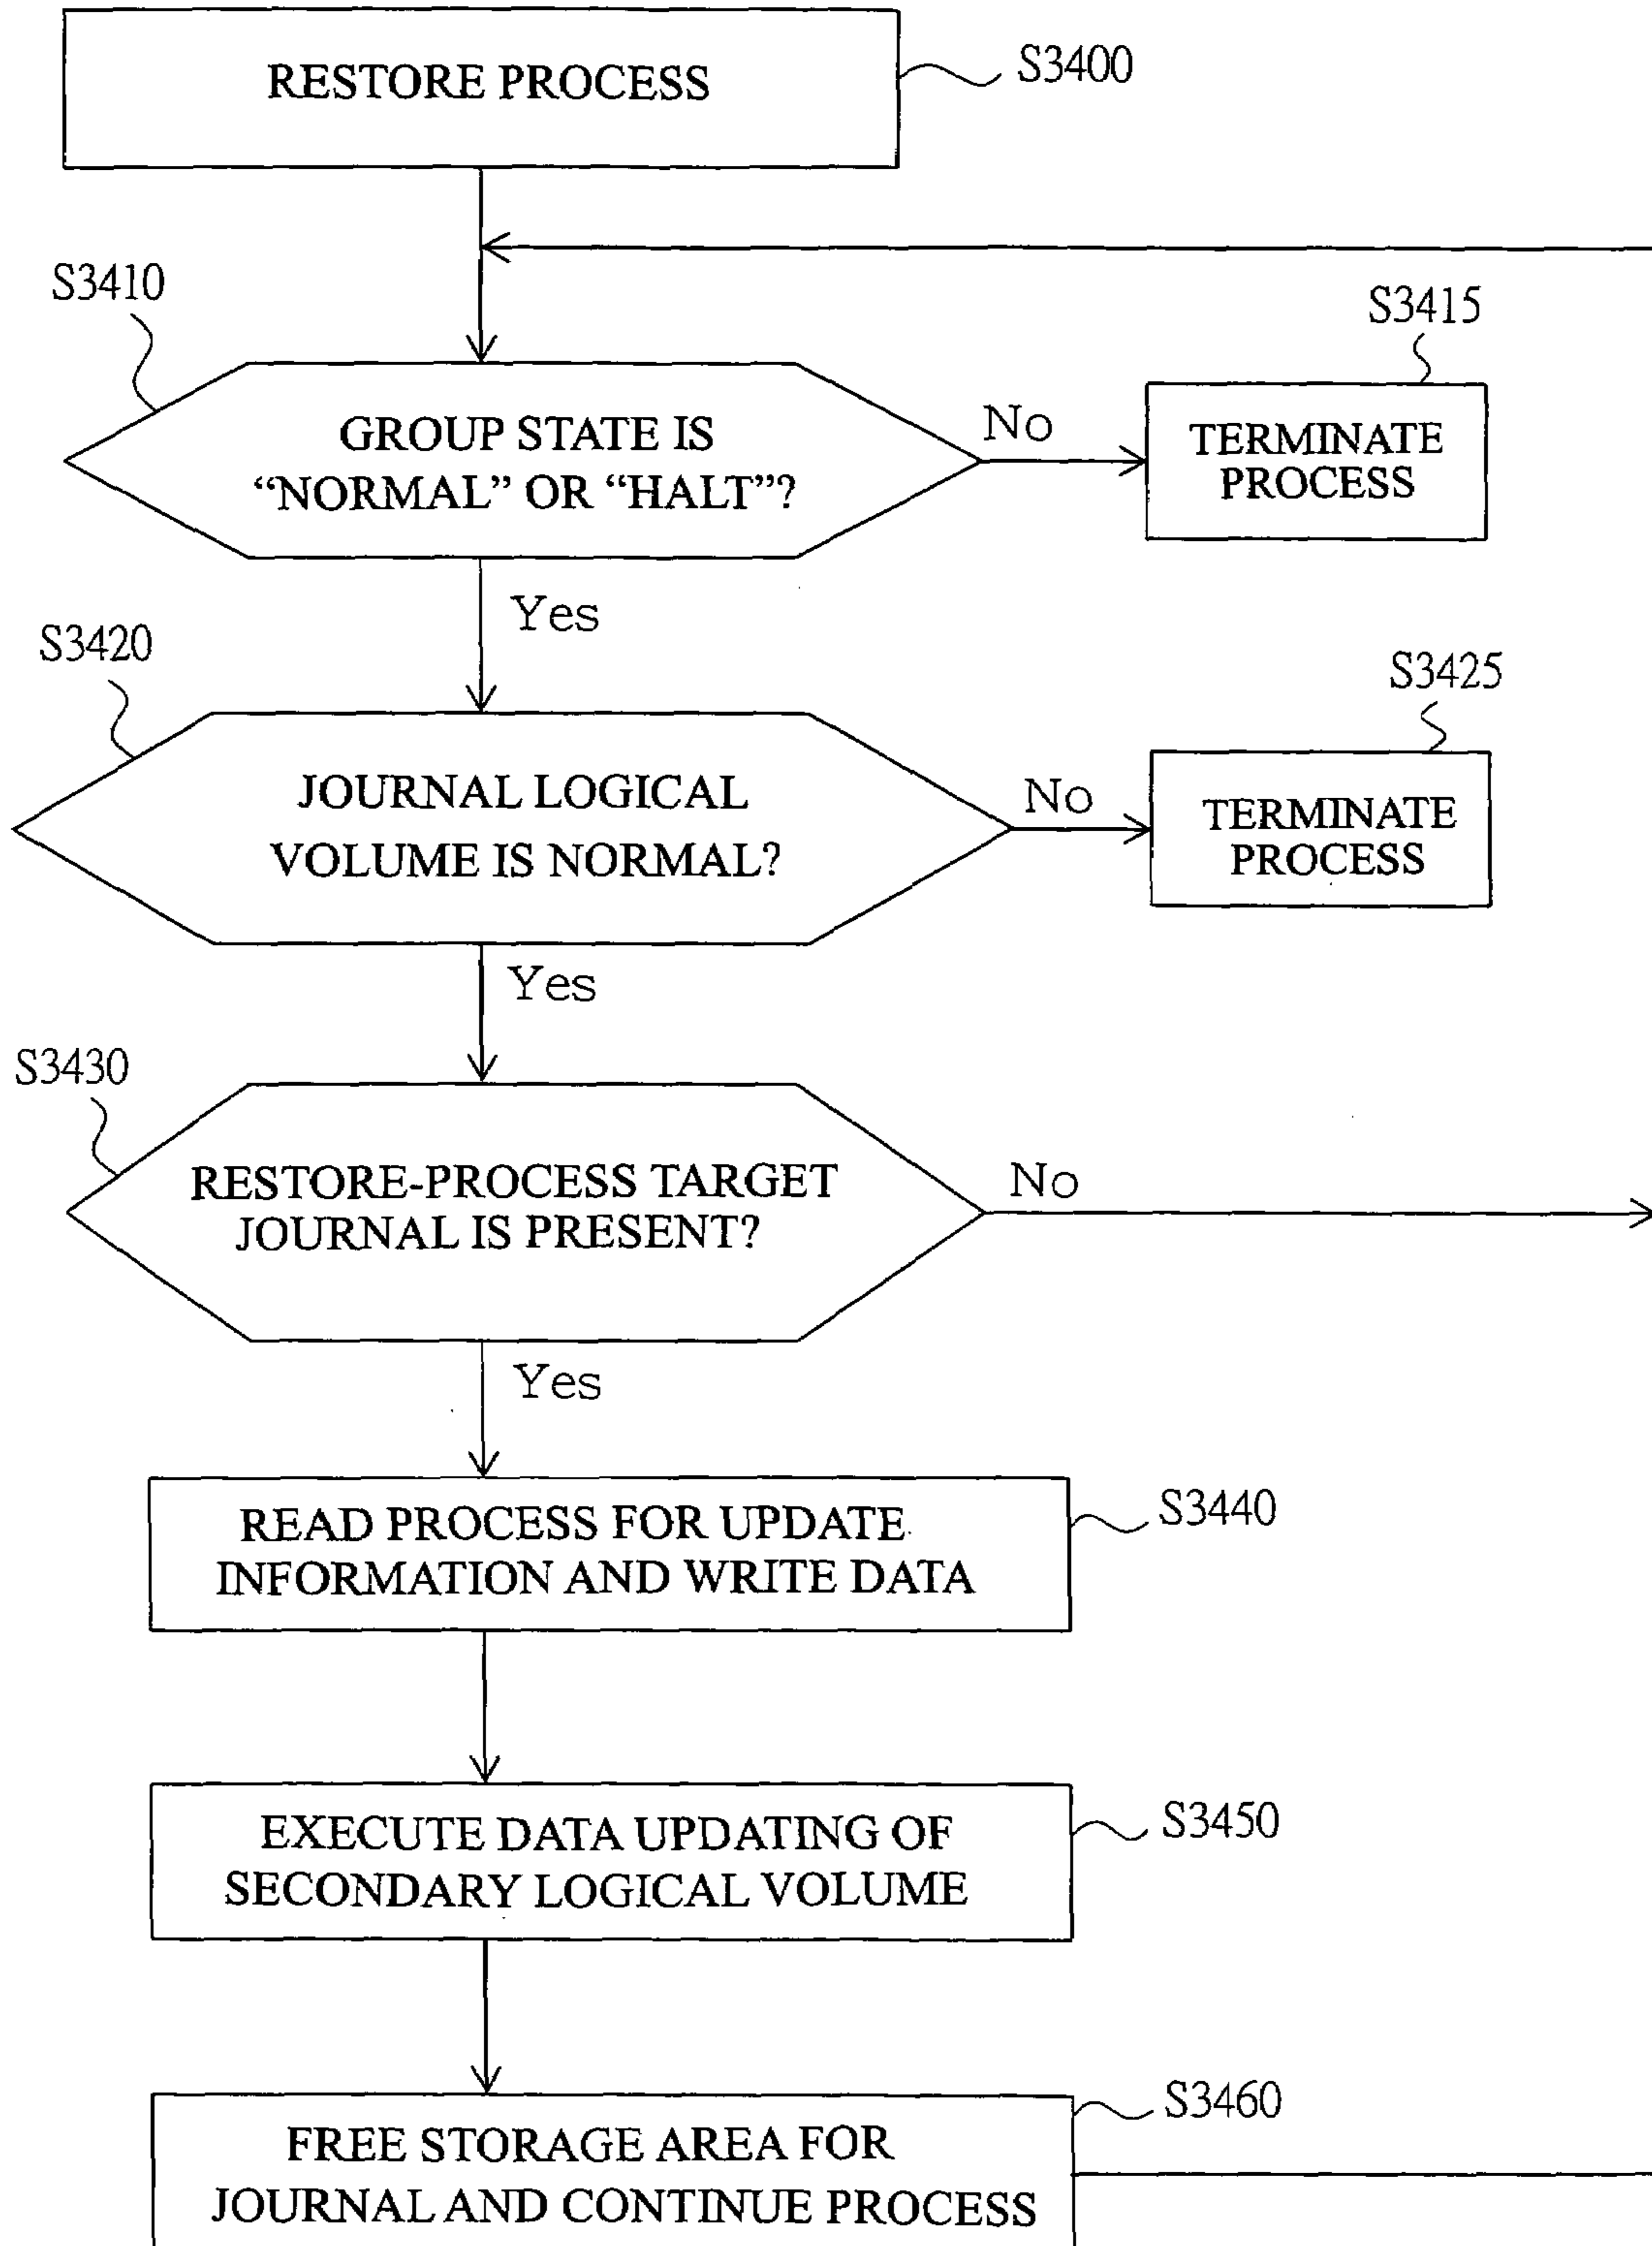 RESTORE PROCESS
S3400
S3410
S3415
GROUP STATE IS
“NORMAL” OR “HALT”?
No
TERMINATE
PROCESS
Yes
S3420
S3425
JOURNAL LOGICAL
VOLUME IS NORMAL?
No
TERMINATE
PROCESS
Yes
S3430
RESTORE-PROCESS TARGET
JOURNAL IS PRESENT?
No
Yes
READ PROCESS FOR UPDATE
INFORMATION AND WRITE DATA
S3440
EXECUTE DATA UPDATING OF
SECONDARY LOGICAL VOLUME
S3450
FREE STORAGE AREA FOR
JOURNAL AND CONTINUE PROCESS
S3460